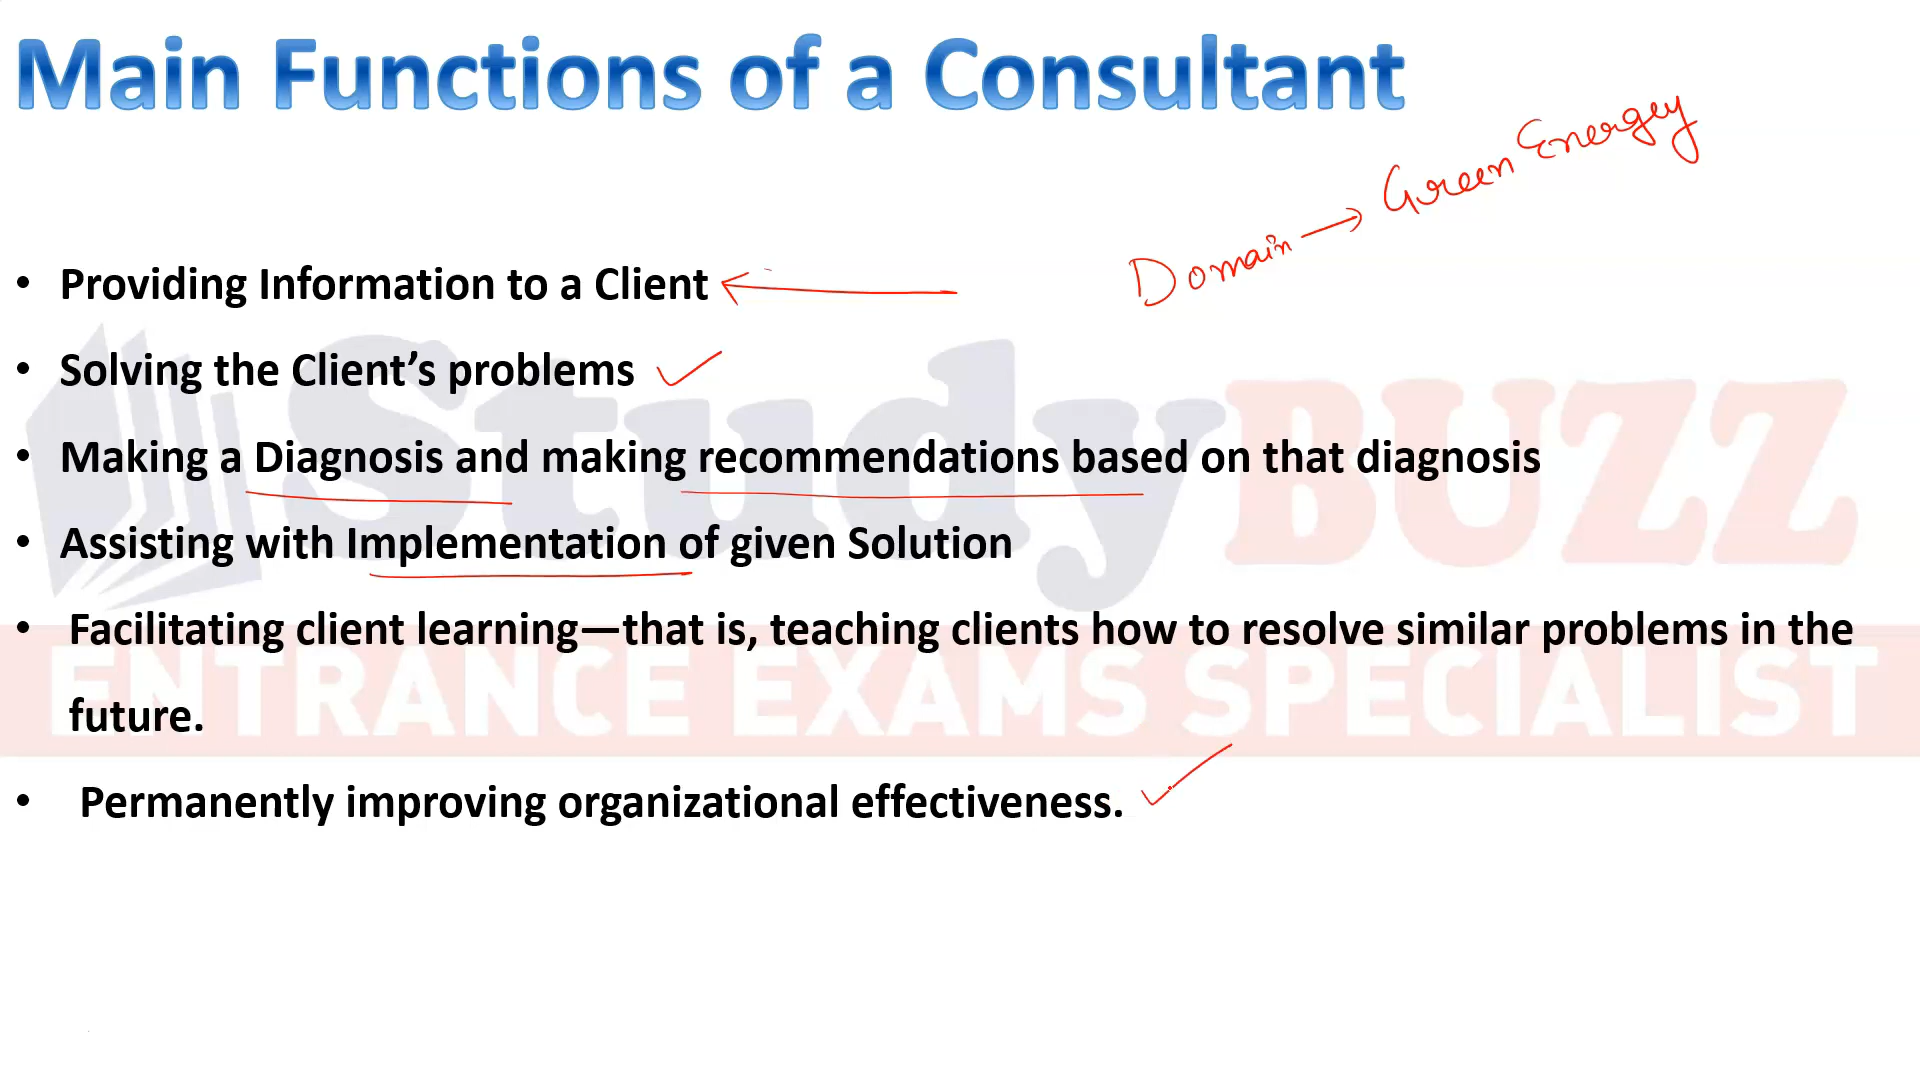 Main Functions of a Consultant
Domain → Green Energey
• Providing Information to a Client
• Solving the Client’s problems
• Making a Diagnosis and making recommendations based on that diagnosis
• Assisting with Implementation of given Solution
• Facilitating client learning—that is, teaching clients how to resolve similar problems in the
future.
• Permanently improving organizational effectiveness.
StudyBUZZ
ENTRANCE EXAMS SPECIALIST